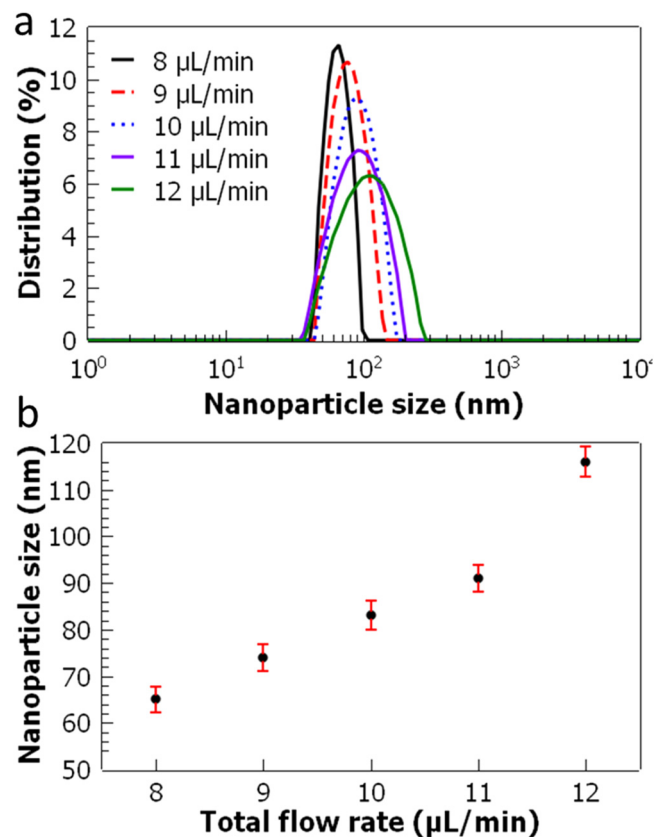 a
12
10
8
6
4
2
0
Distribution (%)
8 µL/min
9 µL/min
10 µL/min
11 µL/min
12 µL/min
10⁰ 10¹ 10² 10³ 10⁴
Nanoparticle size (nm)
b
120
110
100
90
80
70
60
50
Nanoparticle size (nm)
8 9 10 11 12
Total flow rate (µL/min)